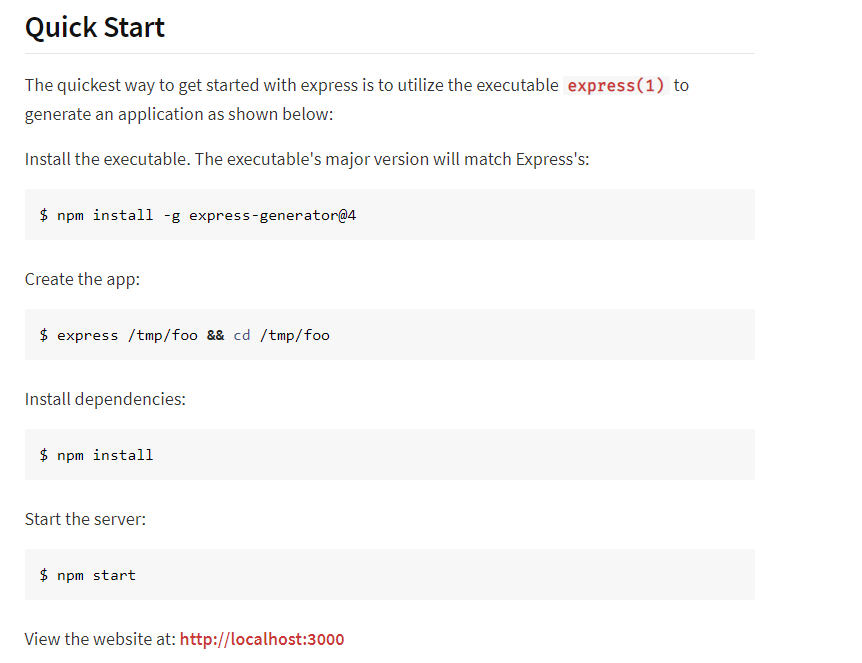 Quick Start
The quickest way to get started with express is to utilize the executable express(1) to
generate an application as shown below:
Install the executable. The executable's major version will match Express's:
$ npm install -g express-generator@4
Create the app:
$ express /tmp/foo && cd /tmp/foo
Install dependencies:
$ npm install
Start the server:
$ npm start
View the website at: http://localhost:3000